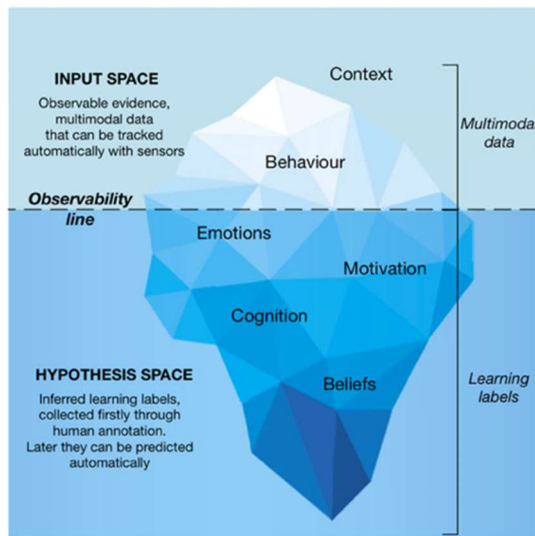 Context
INPUT SPACE
Observable evidence,
multimodal data
that can be tracked
automatically with sensors
Multimodal
data
Behaviour
Observability
line
Emotions
Motivation
Cognition
HYPOTHESIS SPACE
Beliefs
Learning
labels
Inferred learning labels,
collected firstly through
human annotation.
Later they can be predicted
automatically